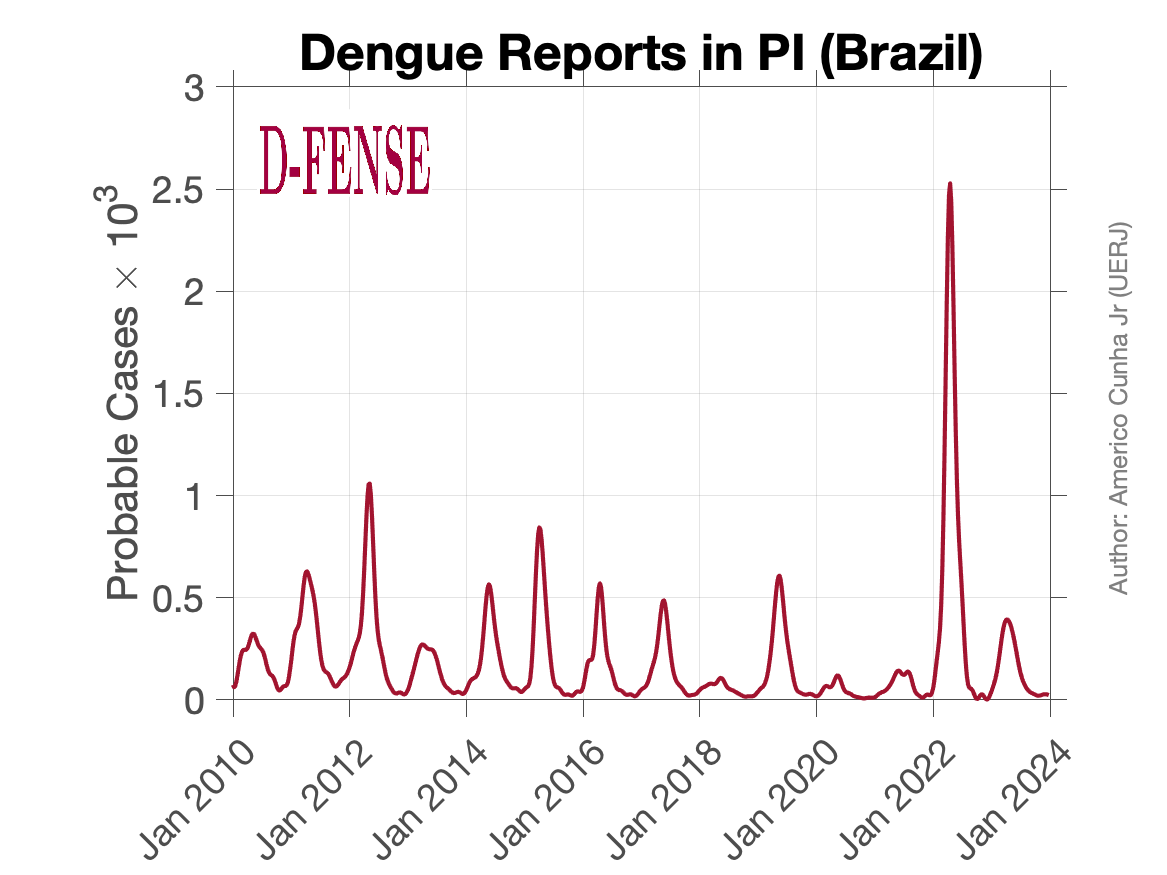 Dengue Reports in PI (Brazil)
D-FENSE
Probable Cases × 10³
3
2.5
2
1.5
1
0.5
0
Jan 2010
Jan 2012
Jan 2014
Jan 2016
Jan 2018
Jan 2020
Jan 2022
Jan 2024
Author: Americo Cunha Jr (UERJ)